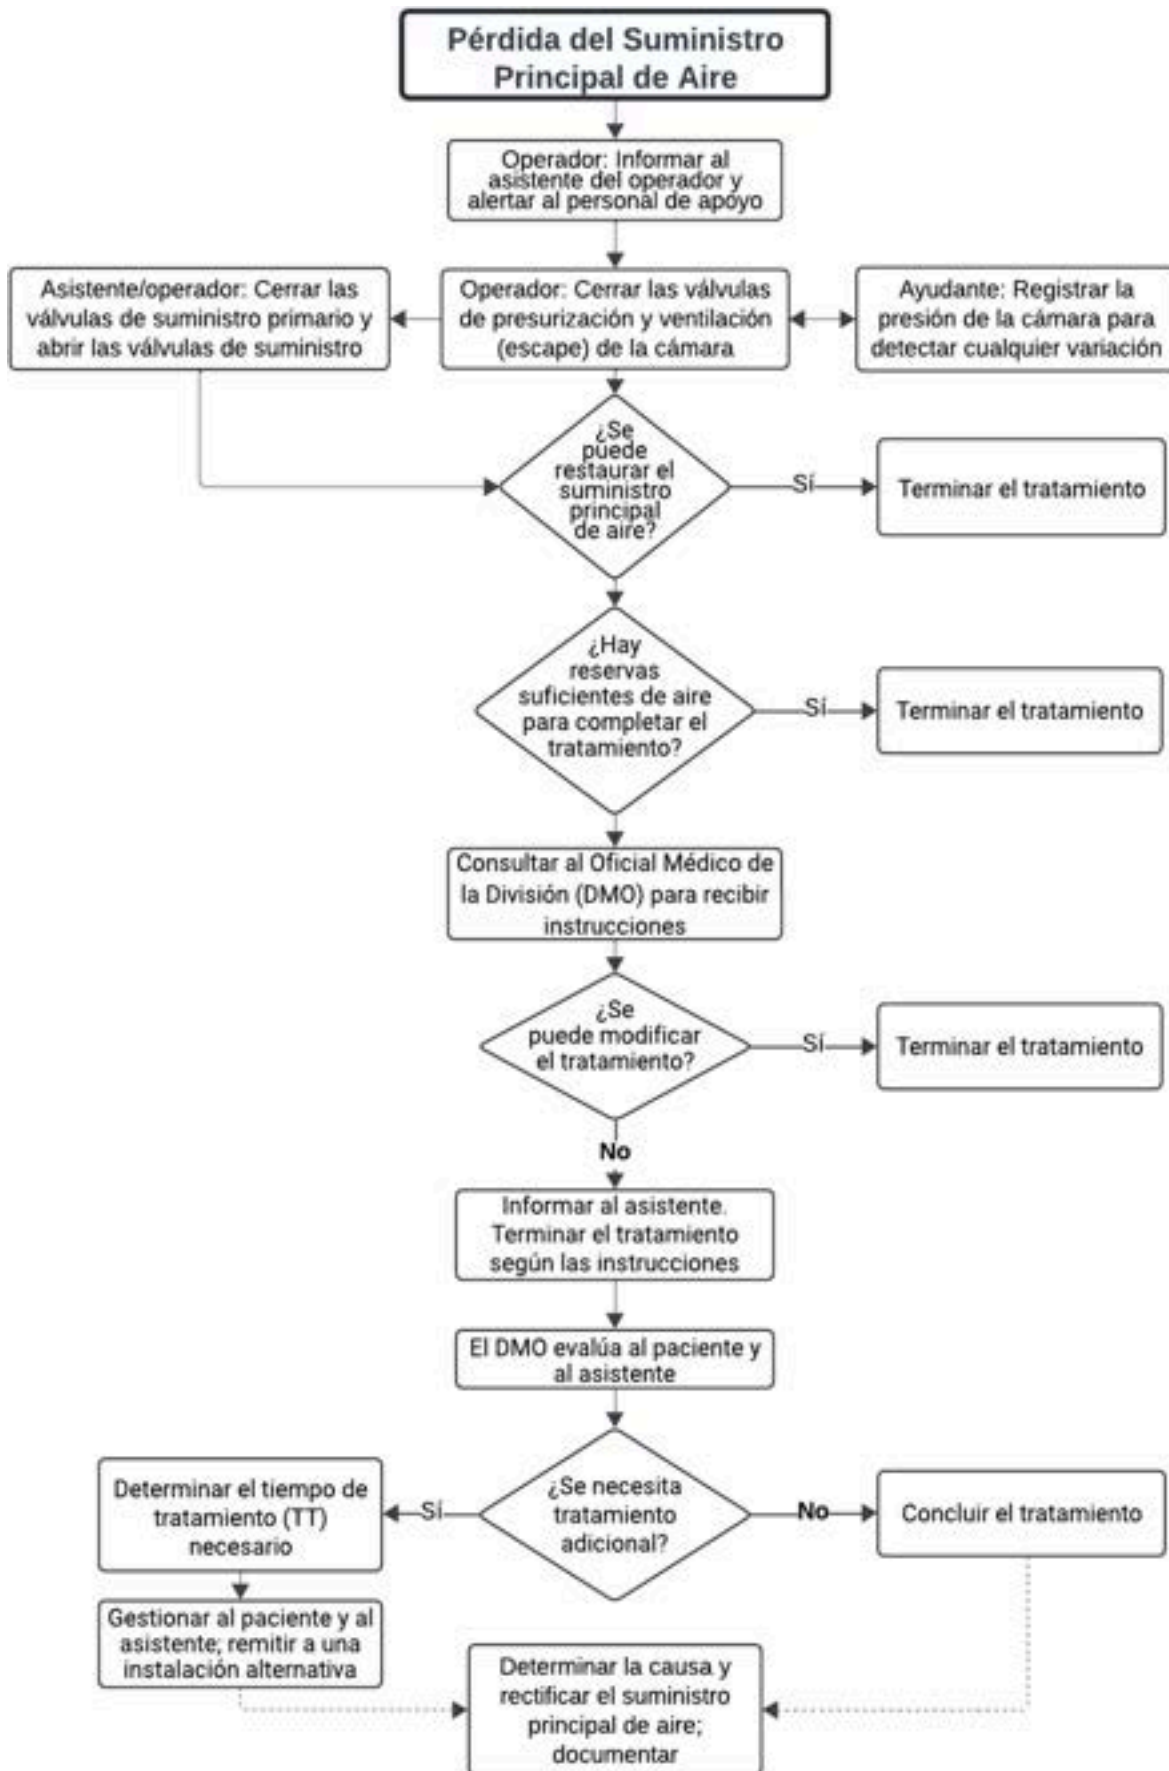 Pérdida del Suministro
Principal de Aire
Operador: Informar al
asistente del operador y
alertar al personal de apoyo
Asistente/operador: Cerrar las
válvulas de suministro primario y
abrir las válvulas de suministro
Operador: Cerrar las válvulas
de presurización y ventilación
(escape) de la cámara
Ayudante: Registrar la
presión de la cámara para
detectar cualquier variación
¿Se
puede
restaurar el
suministro
principal
de aire?
Sí
Terminar el tratamiento
¿Hay
reservas
suficientes de aire
para completar el
tratamiento?
Sí
Terminar el tratamiento
Consultar al Oficial Médico de
la División (DMO) para recibir
instrucciones
¿Se
puede modificar
el tratamiento?
Sí
Terminar el tratamiento
No
Informar al asistente.
Terminar el tratamiento
según las instrucciones
El DMO evalúa al paciente y
al asistente
¿Se necesita
tratamiento
adicional?
Sí
Determinar el tiempo de
tratamiento (TT)
necesario
No
Concluir el tratamiento
Gestionar al paciente y al
asistente; remitir a una
instalación alternativa
Determinar la causa y
rectificar el suministro
principal de aire;
documentar